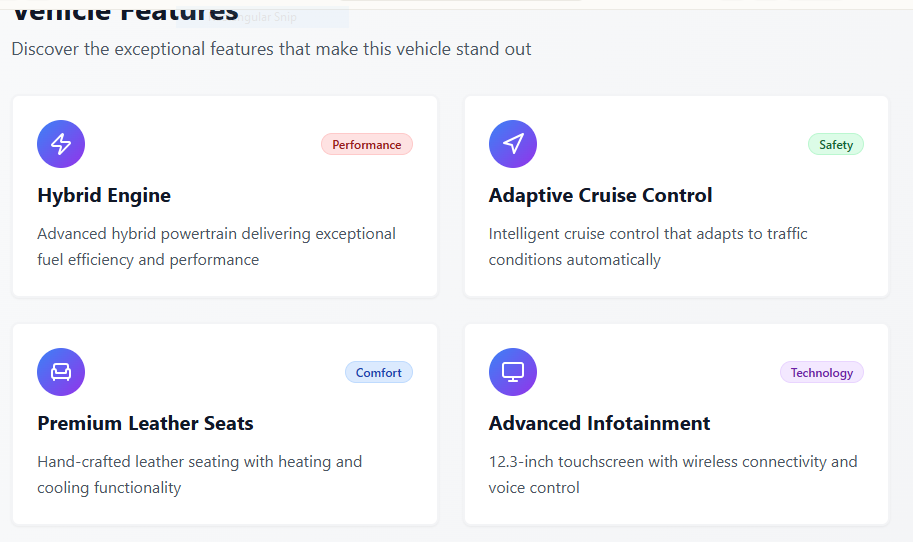 Vehicle Features
Discover the exceptional features that make this vehicle stand out
Performance
Hybrid Engine
Advanced hybrid powertrain delivering exceptional
fuel efficiency and performance
Safety
Adaptive Cruise Control
Intelligent cruise control that adapts to traffic
conditions automatically
Comfort
Premium Leather Seats
Hand-crafted leather seating with heating and
cooling functionality
Technology
Advanced Infotainment
12.3-inch touchscreen with wireless connectivity and
voice control